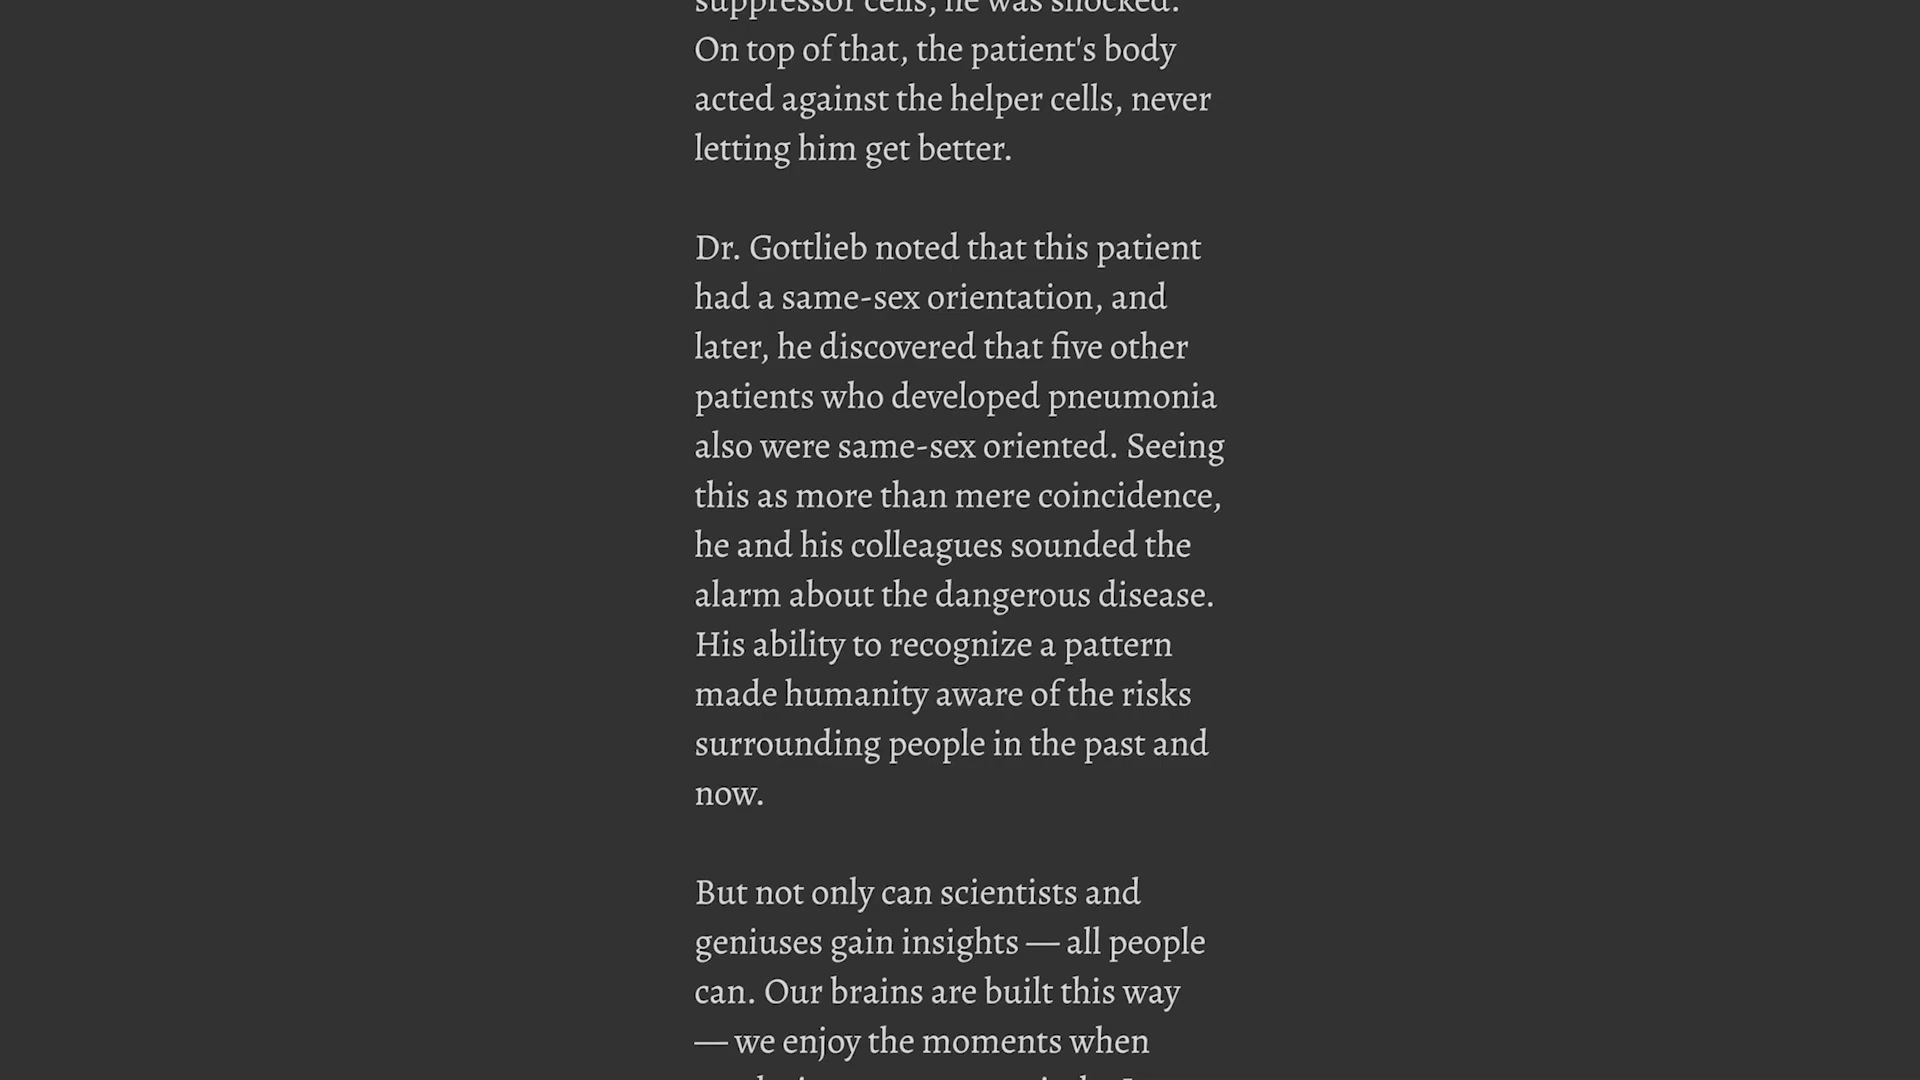 suppressor cells, he was shocked.
On top of that, the patient's body
acted against the helper cells, never
letting him get better.
Dr. Gottlieb noted that this patient
had a same-sex orientation, and
later, he discovered that five other
patients who developed pneumonia
also were same-sex oriented. Seeing
this as more than mere coincidence,
he and his colleagues sounded the
alarm about the dangerous disease.
His ability to recognize a pattern
made humanity aware of the risks
surrounding people in the past and
now.
But not only can scientists and
geniuses gain insights — all people
can. Our brains are built this way
— we enjoy the moments when